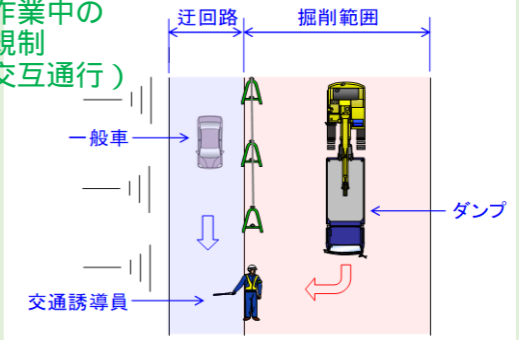 作業中の
規制
交互通行)
迂回路
掘削範囲
一般車
ダンプ
交通誘導員